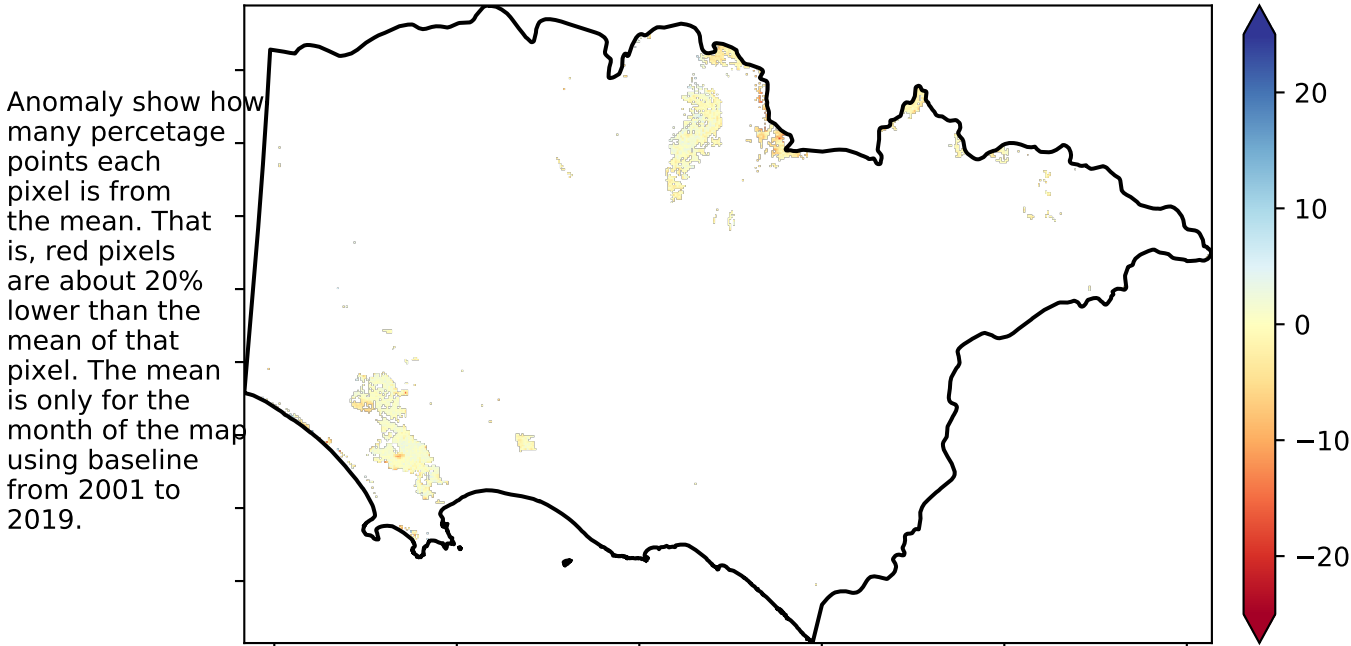 Anomaly show how
many percetage
points each
pixel is from
the mean. That
is, red pixels
are about 20%
lower than the
mean of that
pixel. The mean
is only for the
month of the map
using baseline
from 2001 to
2019.
20
10
0
−10
−20